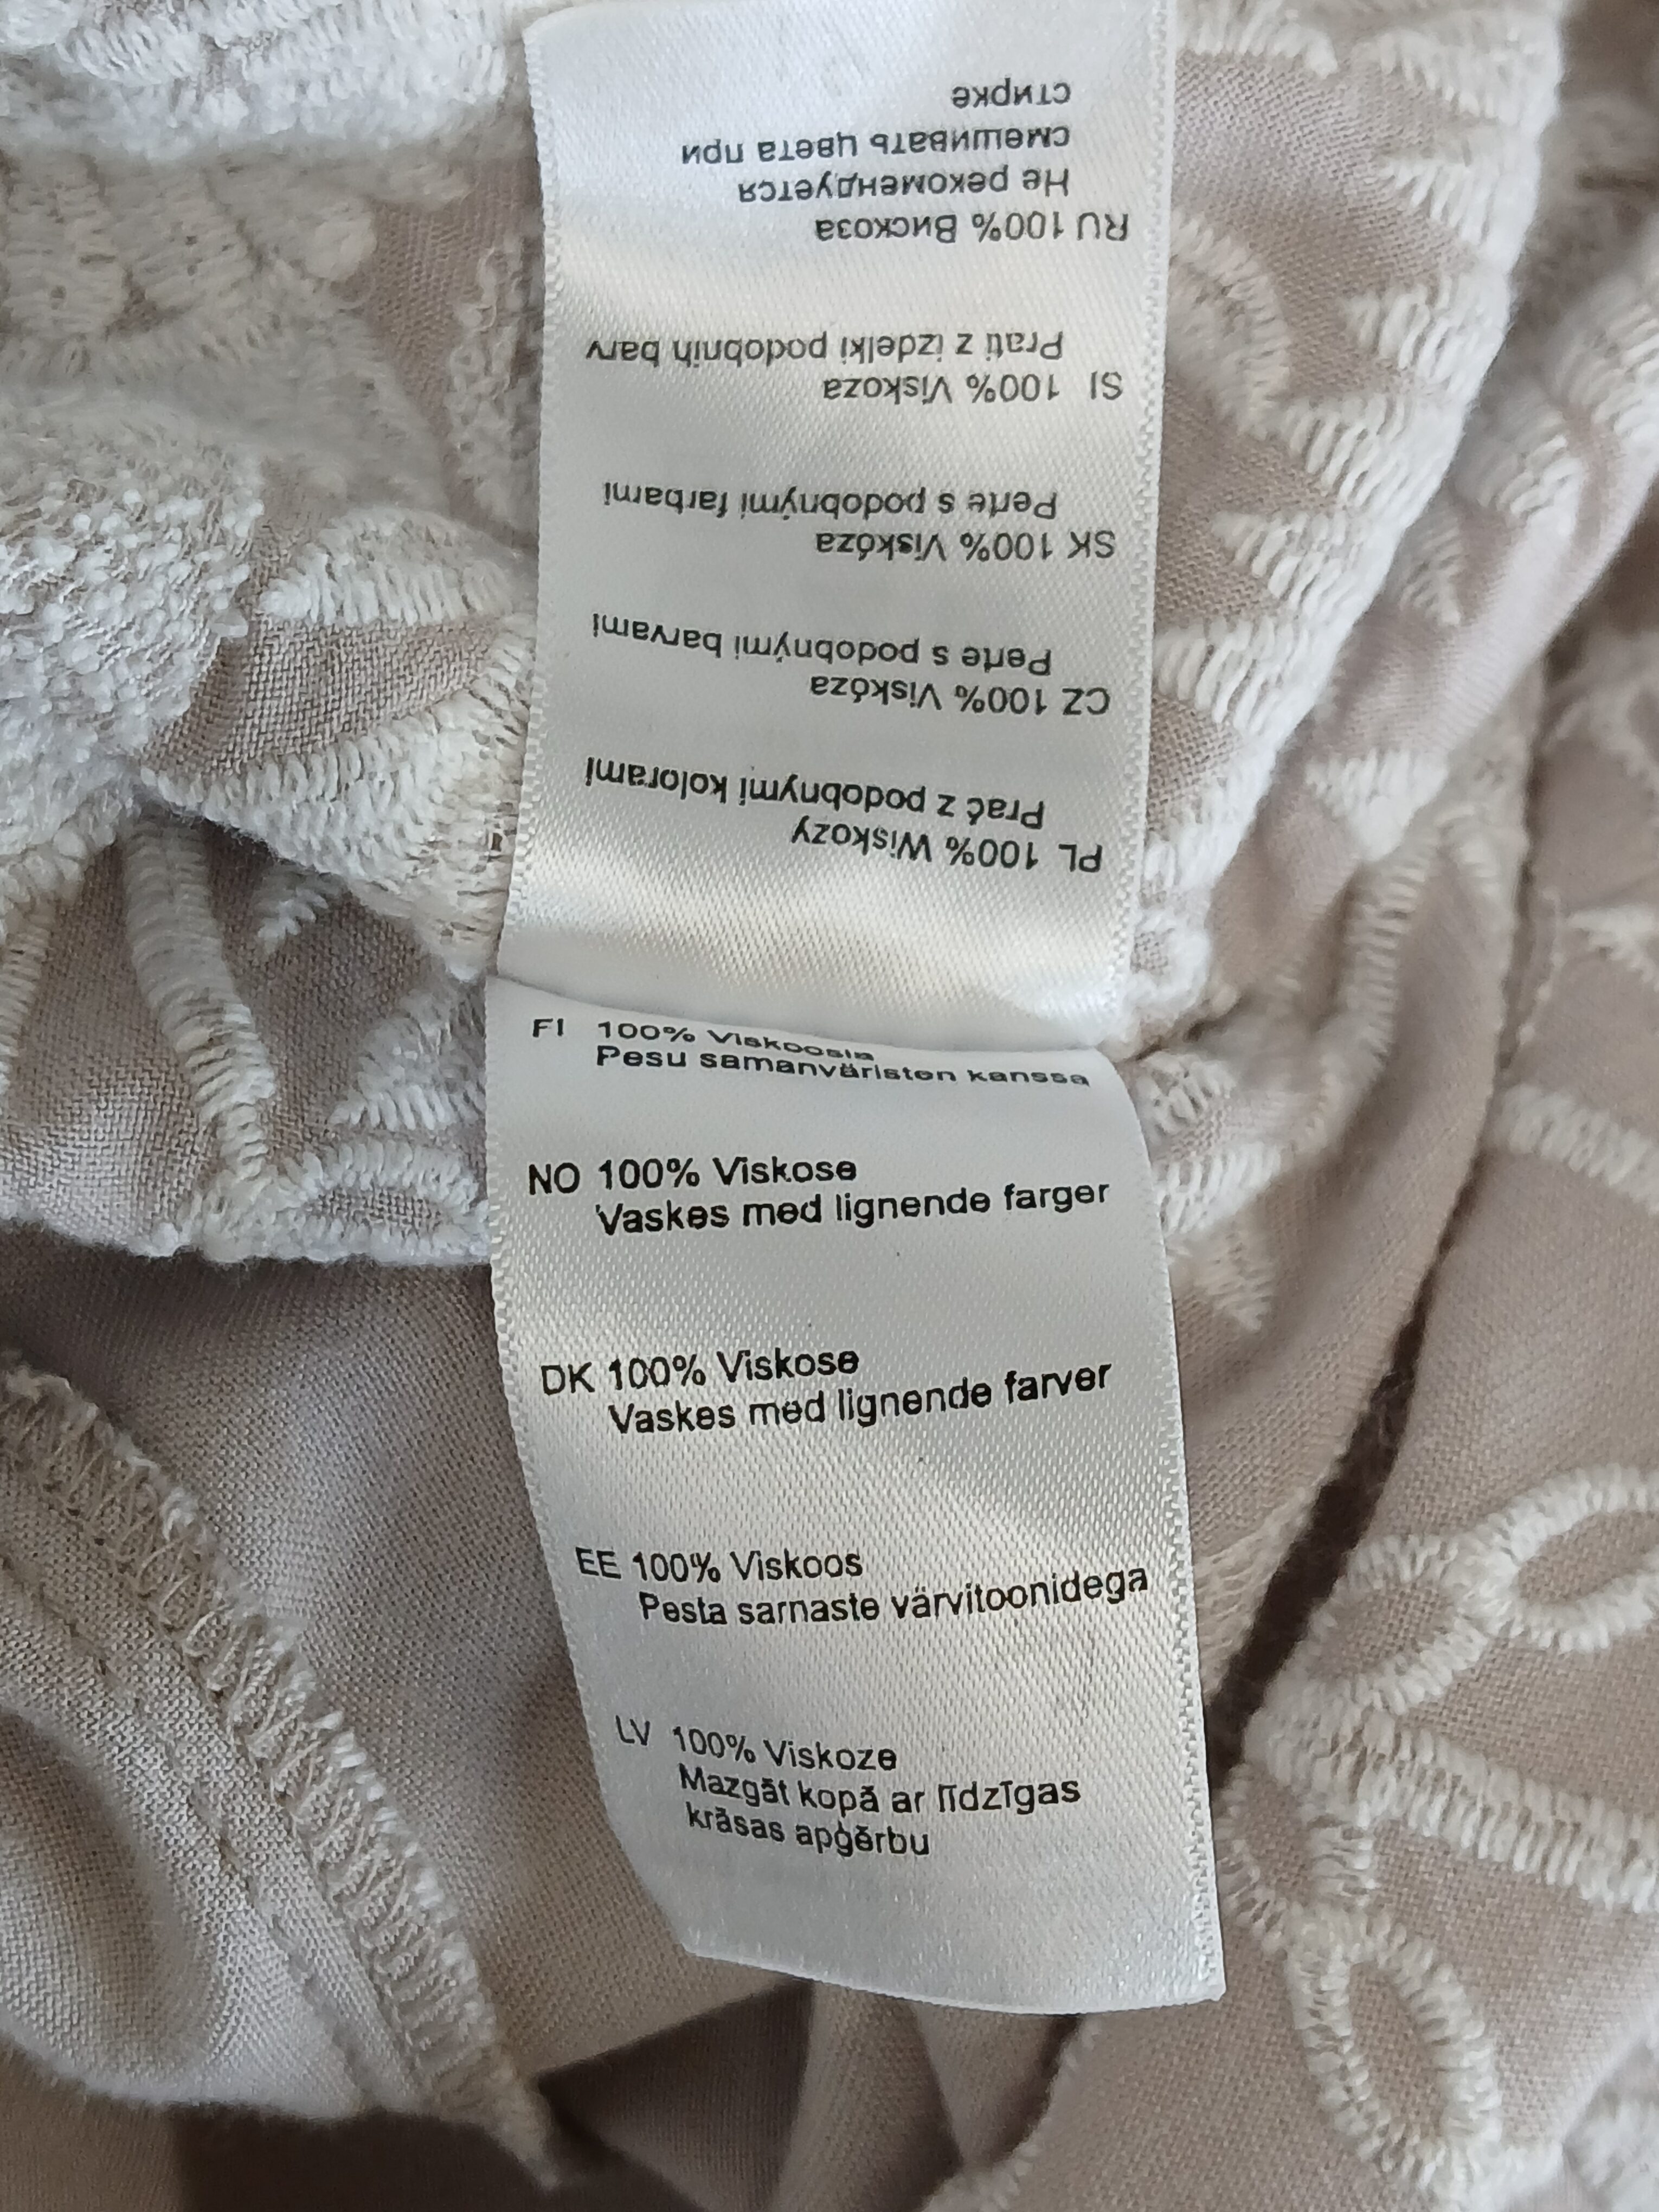 PL 100% Wiskozy
Prać z podobnymi kolorami
CZ 100% Viskóza
Perte s podobnými barvami
SK 100% Viskóza
Perte s podobnými farbami
SI 100% Viskoza
Prati z izdelki podobnih barv
RU 100% Вискоза
Не рекомендуется
смешивать цвета при
стирке
FI 100% Viskoosia
Pesu samanväristen kanssa
NO 100% Viskose
Vaskes med lignende farger
DK 100% Viskose
Vaskes med lignende farver
EE 100% Viskoos
Pesta sarnaste värvitoonidega
LV 100% Viskoze
Mazgāt kopā ar līdzīgas
krāsas apģērbu